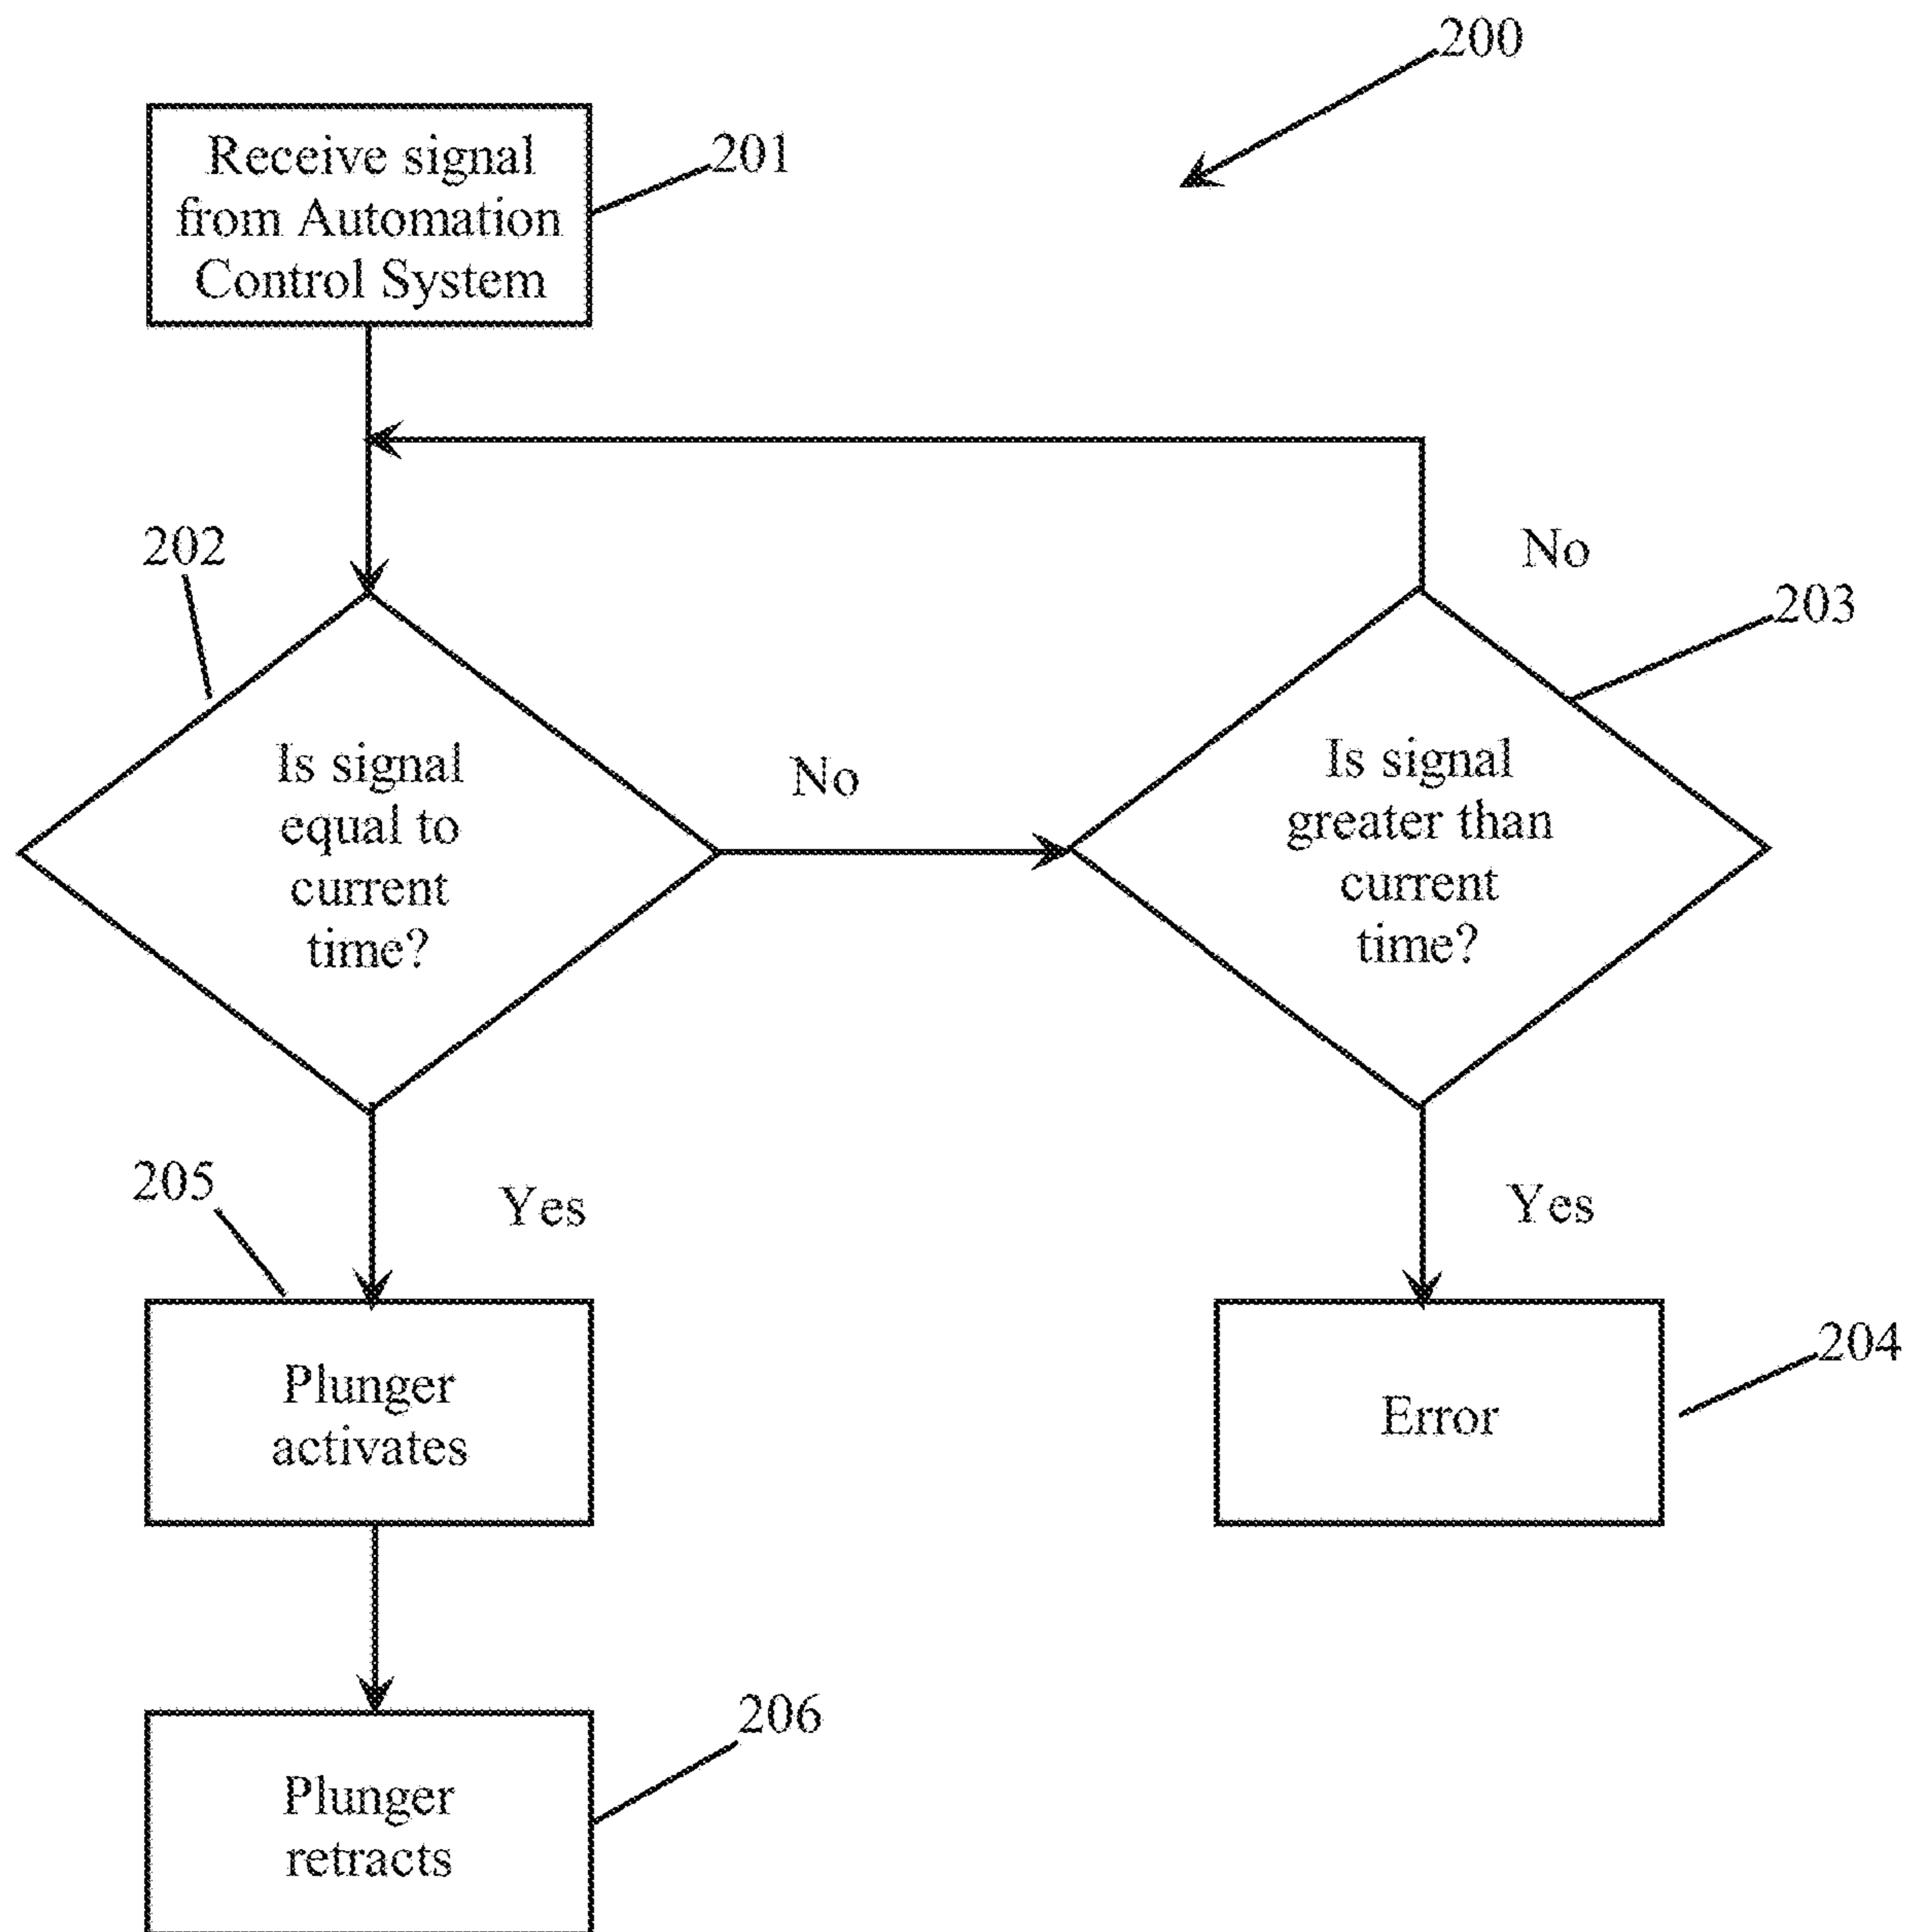 200
Receive signal
from Automation
Control System
201
202
Is signal
equal to
current
time?
No
No
203
Is signal
greater than
current
time?
205
Yes
Yes
Plunger
activates
Error
204
Plunger
retracts
206